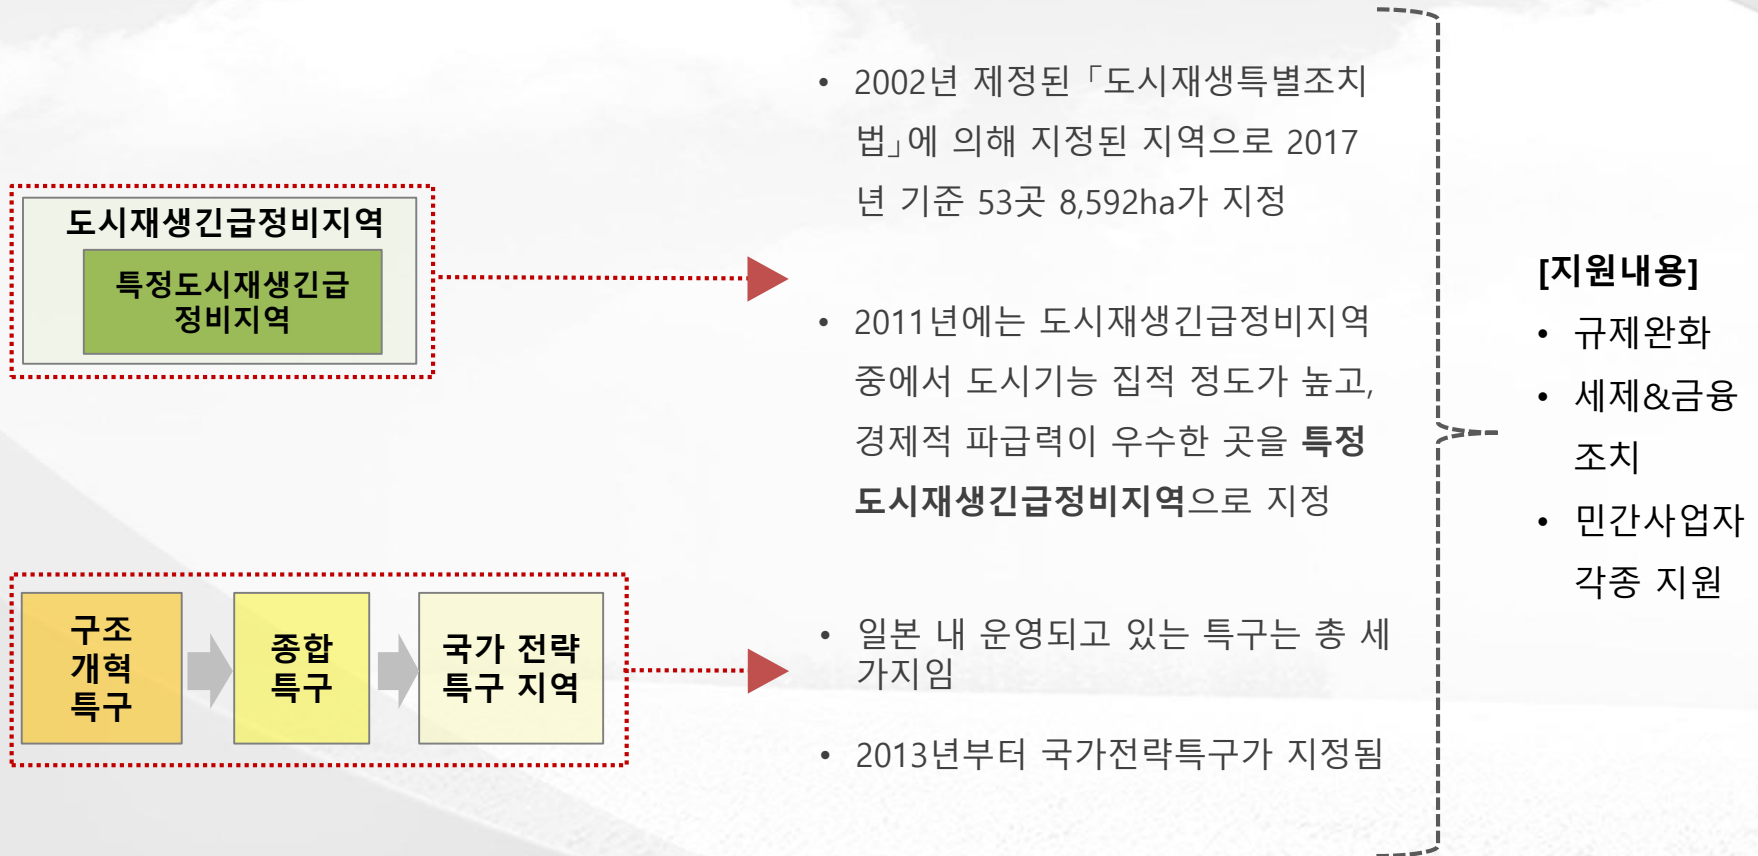 도시재생긴급정비지역
특정도시재생긴급
정비지역
• 2002년 제정된 「도시재생특별조치
법」에 의해 지정된 지역으로 2017
년 기준 53곳 8,592ha가 지정
• 2011년에는 도시재생긴급정비지역
중에서 도시기능 집적 정도가 높고,
경제적 파급력이 우수한 곳을 특정
도시재생긴급정비지역으로 지정
구조
개혁
특구
종합
특구
국가 전략
특구 지역
• 일본 내 운영되고 있는 특구는 총 세
가지임
• 2013년부터 국가전략특구가 지정됨
[지원내용]
• 규제완화
• 세제&금융
조치
• 민간사업자
각종 지원